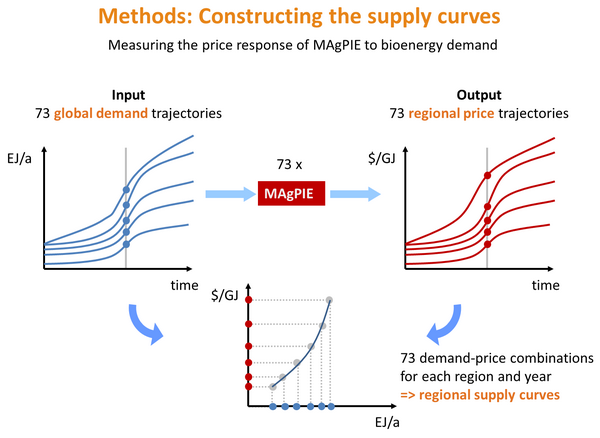 Methods: Constructing the supply curves
Measuring the price response of MAgPIE to bioenergy demand
Input
73 global demand trajectories
EJ/a
time
73 x
MAgPIE
Output
73 regional price trajectories
$/GJ
time
$/GJ
EJ/a
73 demand-price combinations
for each region and year
=> regional supply curves